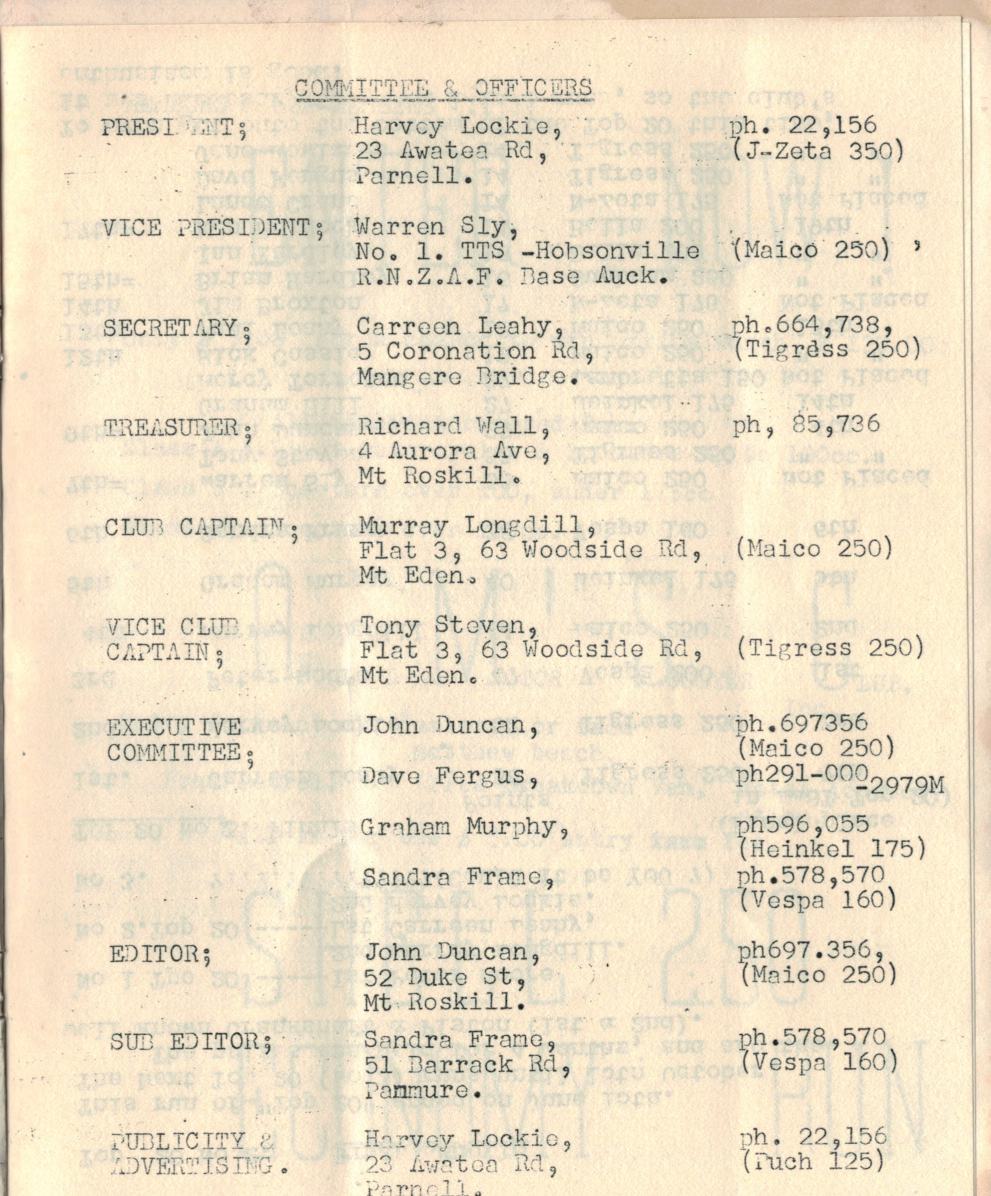 COMMITTEE & OFFICERS
PRESIDENT; Harvey Lockie, ph. 22,156
23 Awatea Rd, (J-Zeta 350)
Parnell.
VICE PRESIDENT; Warren Sly,
No. 1. TTS -Hobsonville (Maico 250) ,
R.N.Z.A.F. Base Auck.
SECRETARY; Carreen Leahy, ph.664,738,
5 Coronation Rd, (Tigress 250)
Mangere Bridge.
TREASURER; Richard Wall, ph, 85,736
4 Aurora Ave,
Mt Roskill.
CLUB CAPTAIN; Murray Longdill,
Flat 3, 63 Woodside Rd, (Maico 250)
Mt Eden.
VICE CLUB Tony Steven,
CAPTAIN; Flat 3, 63 Woodside Rd, (Tigress 250)
Mt Eden.
EXECUTIVE John Duncan, ph.697356
COMMITTEE; (Maico 250)
Dave Fergus, ph291-000
-2979M
Graham Murphy, ph596,055
(Heinkel 175)
Sandra Frame, ph.578,570
(Vespa 160)
EDITOR; John Duncan, ph697.356,
52 Duke St, (Maico 250)
Mt Roskill.
SUB EDITOR; Sandra Frame, ph.578,570
51 Barrack Rd, (Vespa 160)
Panmure.
PUBLICITY & Harvey Lockie, ph. 22,156
ADVERTISING. 23 Awatea Rd, (Puch 125)
Parnell.